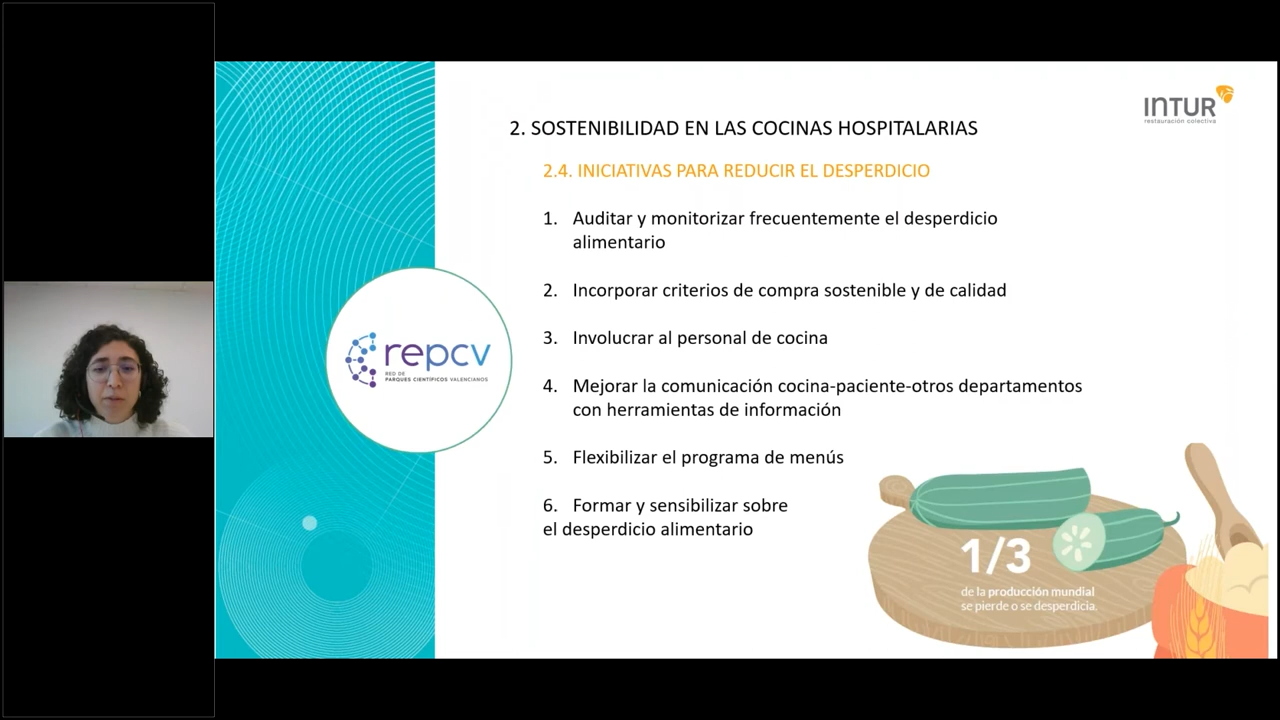 INTUR
restauración colectiva
2. SOSTENIBILIDAD EN LAS COCINAS HOSPITALARIAS
2.4. INICIATIVAS PARA REDUCIR EL DESPERDICIO
1. Auditar y monitorizar frecuentemente el desperdicio
alimentario
2. Incorporar criterios de compra sostenible y de calidad
3. Involucrar al personal de cocina
4. Mejorar la comunicación cocina-paciente-otros departamentos
con herramientas de información
5. Flexibilizar el programa de menús
6. Formar y sensibilizar sobre
el desperdicio alimentario
repcv
RED DE
PARQUES CIENTÍFICOS VALENCIANOS
1/3
de la producción mundial
se pierde o se desperdicia.